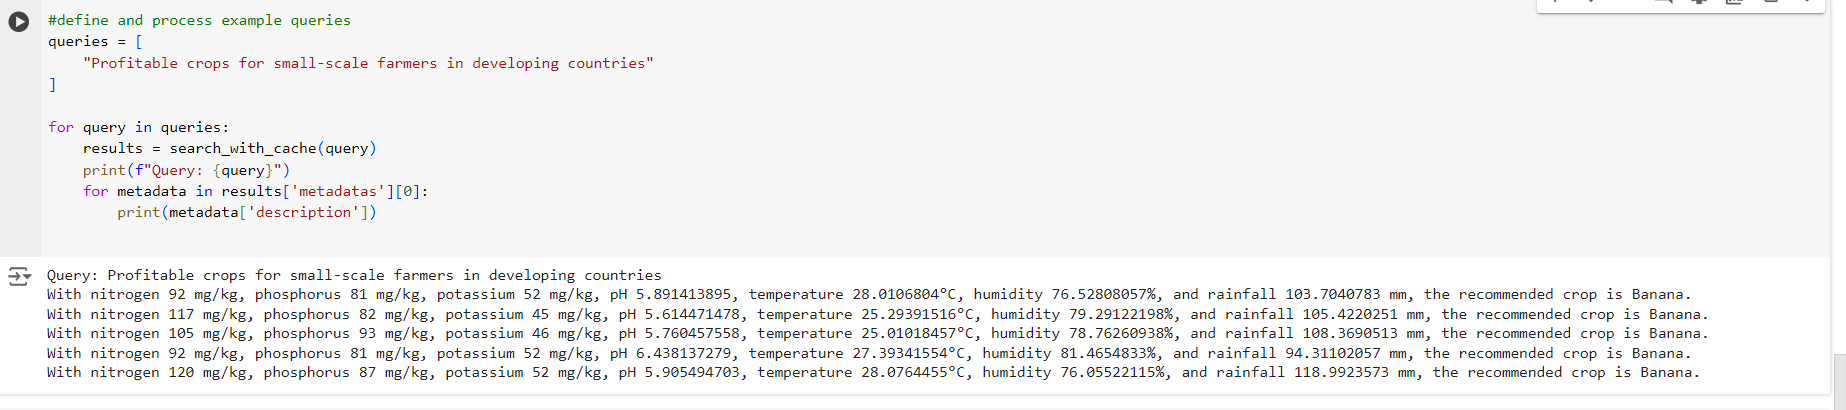 #define and process example queries
queries = [
    "Profitable crops for small-scale farmers in developing countries"
]
for query in queries:
    results = search_with_cache(query)
    print(f"Query: {query}")
    for metadata in results['metadatas'][0]:
        print(metadata['description'])
Query: Profitable crops for small-scale farmers in developing countries
With nitrogen 92 mg/kg, phosphorus 81 mg/kg, potassium 52 mg/kg, pH 5.891413895, temperature 28.0106804°C, humidity 76.52808057%, and rainfall 103.7040783 mm, the recommended crop is Banana.
With nitrogen 117 mg/kg, phosphorus 82 mg/kg, potassium 45 mg/kg, pH 5.614471478, temperature 25.29391516°C, humidity 79.29122198%, and rainfall 105.4220251 mm, the recommended crop is Banana.
With nitrogen 105 mg/kg, phosphorus 93 mg/kg, potassium 46 mg/kg, pH 5.760457558, temperature 25.01018457°C, humidity 78.76260938%, and rainfall 108.3690513 mm, the recommended crop is Banana.
With nitrogen 92 mg/kg, phosphorus 81 mg/kg, potassium 52 mg/kg, pH 6.438137279, temperature 27.39341554°C, humidity 81.4654833%, and rainfall 94.31102057 mm, the recommended crop is Banana.
With nitrogen 120 mg/kg, phosphorus 87 mg/kg, potassium 52 mg/kg, pH 5.905494703, temperature 28.0764455°C, humidity 76.05522115%, and rainfall 118.9923573 mm, the recommended crop is Banana.